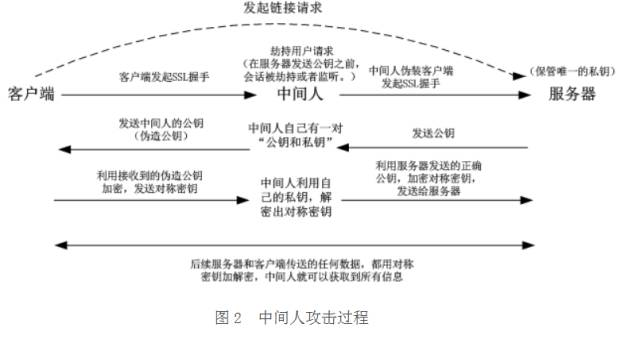 发起链接请求
劫持用户请求
（在服务器发送公钥之前，
会话被劫持或者监听。）
客户端发起SSL握手
中间人伪装客户端
发起SSL握手
（保管唯一的私钥）
客户端
中间人
服务器
发送中间人的公钥
（伪造公钥）
中间人自己有一对
“公钥和私钥”
发送公钥
利用接收到的伪造公钥
加密，发送对称密钥
中间人利用自
己的私钥，解
密出对称密钥
利用服务器发送的正确
公钥，加密对称密钥，
发送给服务器
后续服务器和客户端传送的任何数据，都用对称
密钥加解密，中间人就可以获取到所有信息
图 2 中间人攻击过程